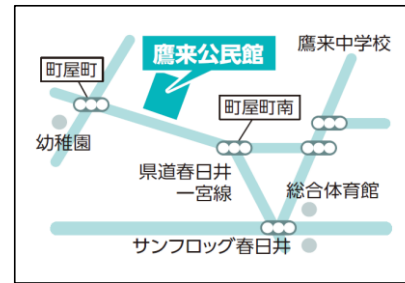 鷹来公民館
鷹来中学校
町屋町
町屋町南
幼稚園
県道春日井
一宮線
総合体育館
サンフロッグ春日井